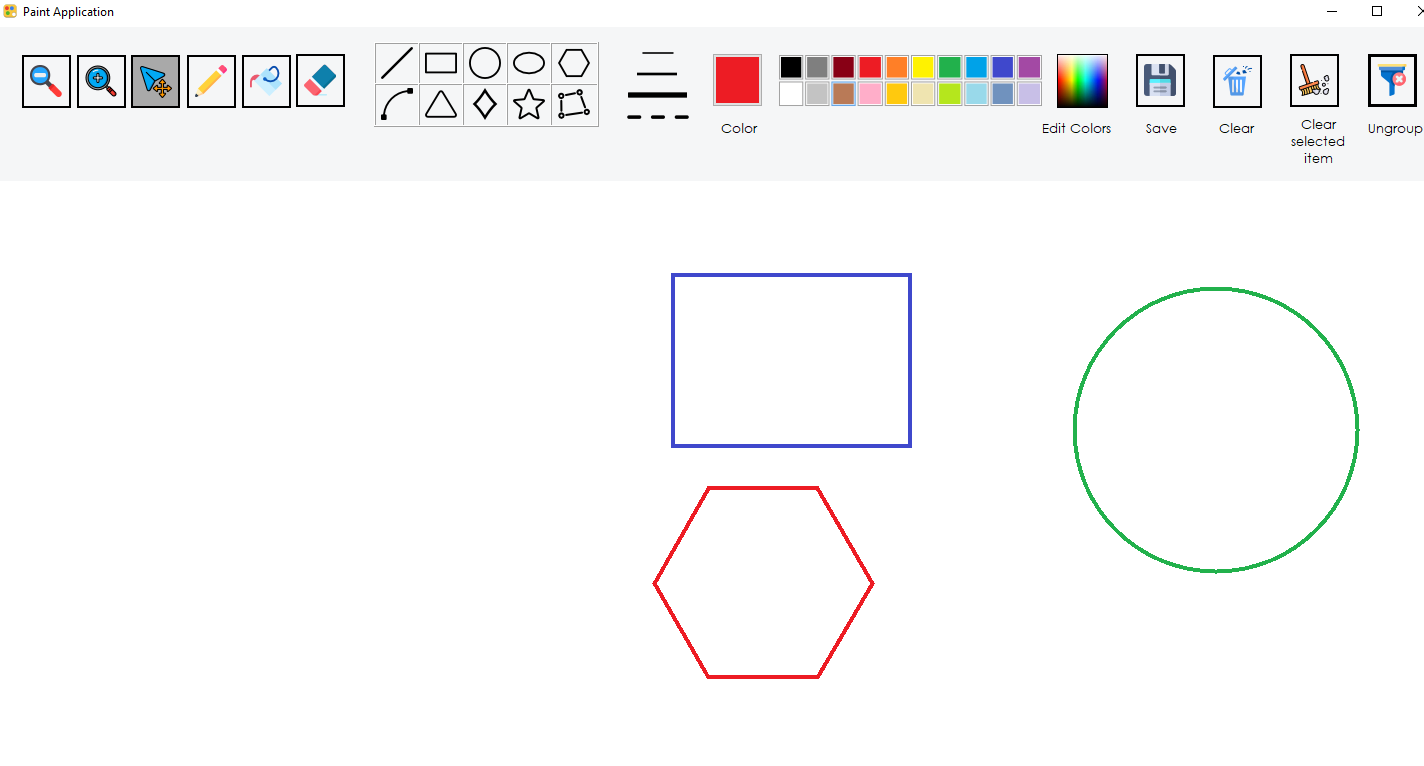 Paint Application
Color
Edit Colors
Save
Clear
Clear
selected
item
Ungroup